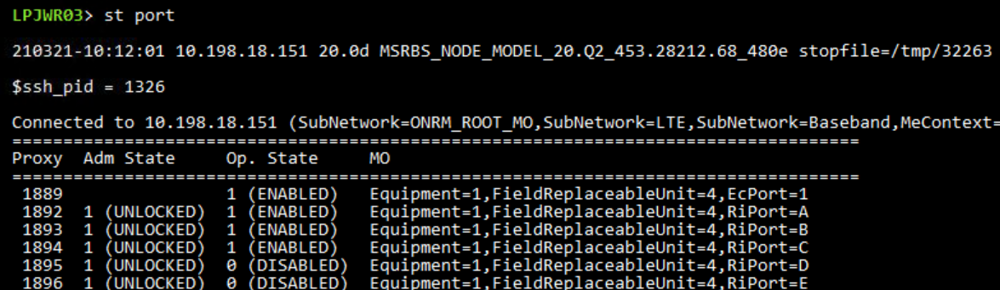 LPJWR03> st port
210321-10:12:01 10.198.18.151 20.0d MSRBS_NODE_MODEL_20.Q2_453.28212.68_480e stopfile=/tmp/32263
$ssh_pid = 1326
Connected to 10.198.18.151 (SubNetwork=ONRM_ROOT_MO,SubNetwork=LTE,SubNetwork=Baseband,MeContext=
===================================================================================
Proxy  Adm State     Op. State     MO
===================================================================================
 1889                1 (ENABLED)   Equipment=1,FieldReplaceableUnit=4,EcPort=1
 1892  1 (UNLOCKED)  1 (ENABLED)   Equipment=1,FieldReplaceableUnit=4,RiPort=A
 1893  1 (UNLOCKED)  1 (ENABLED)   Equipment=1,FieldReplaceableUnit=4,RiPort=B
 1894  1 (UNLOCKED)  1 (ENABLED)   Equipment=1,FieldReplaceableUnit=4,RiPort=C
 1895  1 (UNLOCKED)  0 (DISABLED)  Equipment=1,FieldReplaceableUnit=4,RiPort=D
 1896  1 (UNLOCKED)  0 (DISABLED)  Equipment=1,FieldReplaceableUnit=4,RiPort=E